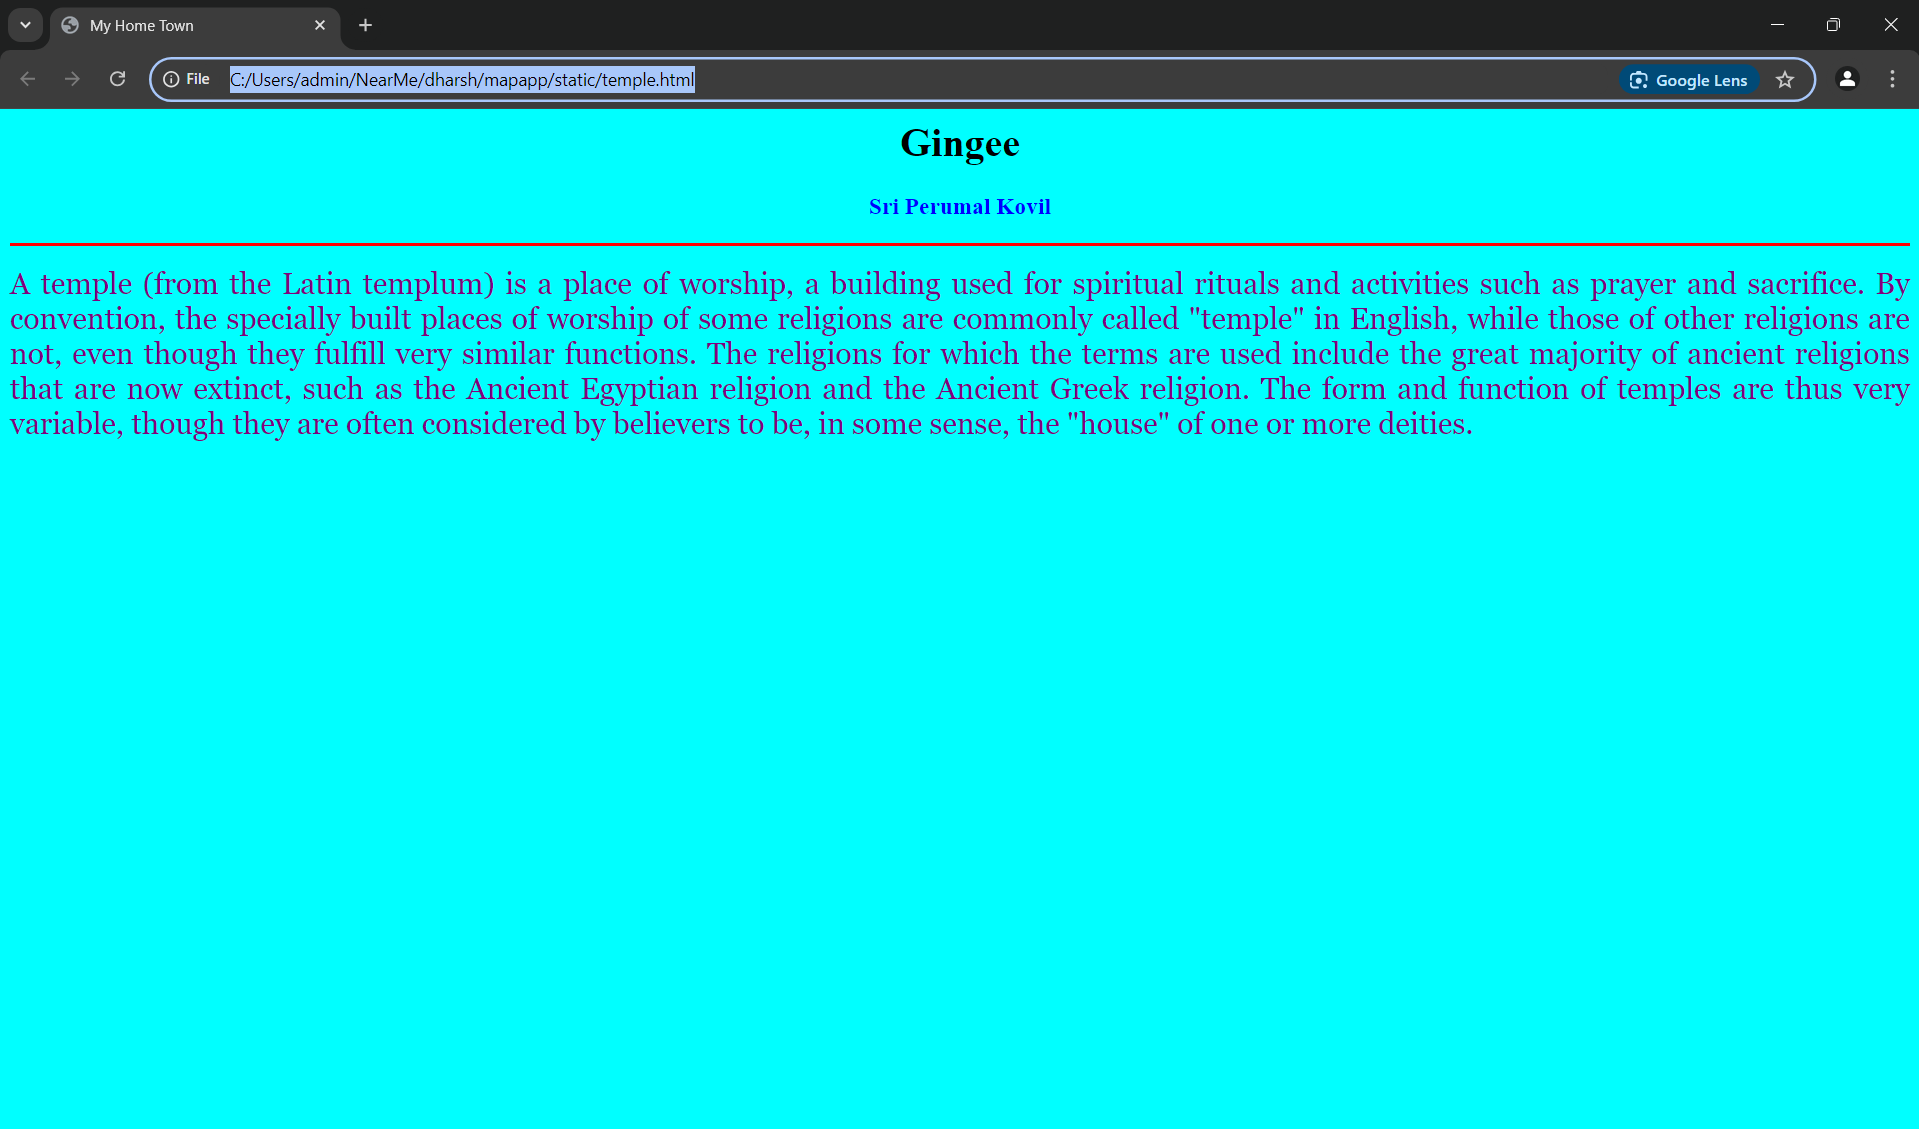 My Home Town
File C:/Users/admin/NearMe/dharsh/mapapp/static/temple.html Google Lens
Gingee
Sri Perumal Kovil
A temple (from the Latin templum) is a place of worship, a building used for spiritual rituals and activities such as prayer and sacrifice. By
convention, the specially built places of worship of some religions are commonly called "temple" in English, while those of other religions are
not, even though they fulfill very similar functions. The religions for which the terms are used include the great majority of ancient religions
that are now extinct, such as the Ancient Egyptian religion and the Ancient Greek religion. The form and function of temples are thus very
variable, though they are often considered by believers to be, in some sense, the "house" of one or more deities.